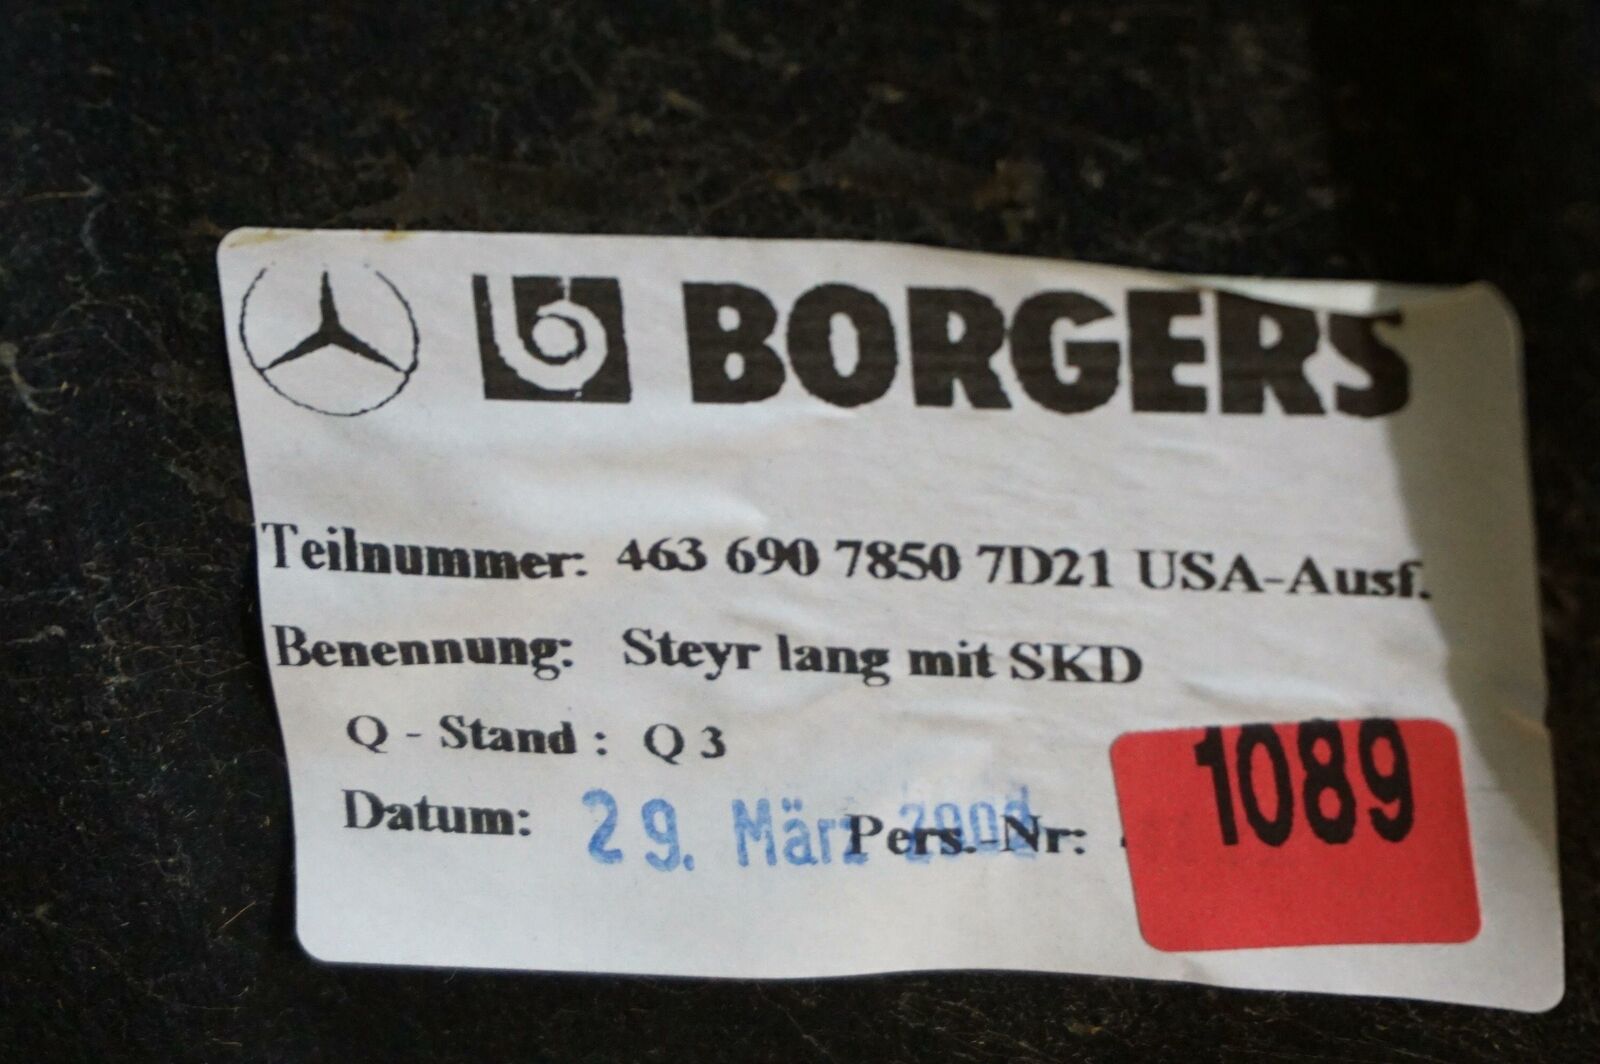 BORGERS
Teilnummer: 463 690 7850 7D21 USA-Ausf.
Benennung: Steyr lang mit SKD
Q - Stand : Q 3
Datum: 29. März Pers.-Nr:
1089